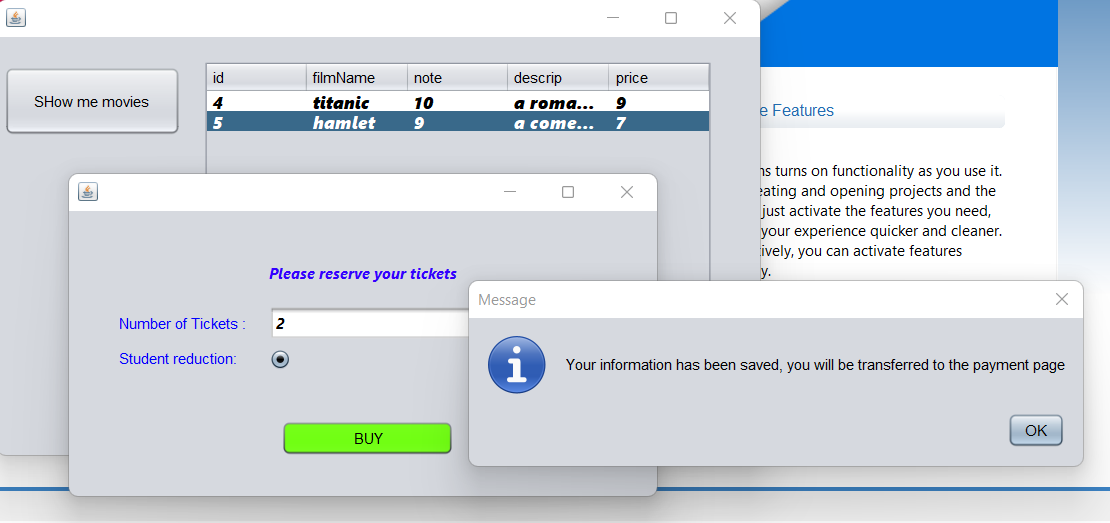 SHow me movies
id filmName note descrip price
4 titanic 10 a roma... 9
5 hamlet 9 a come... 7
Please reserve your tickets
Number of Tickets : 2
Student reduction:
BUY
Message
Your information has been saved, you will be transferred to the payment page
OK
e Features
ns turns on functionality as you use it.
eating and opening projects and the
just activate the features you need,
your experience quicker and cleaner.
ively, you can activate features
y.